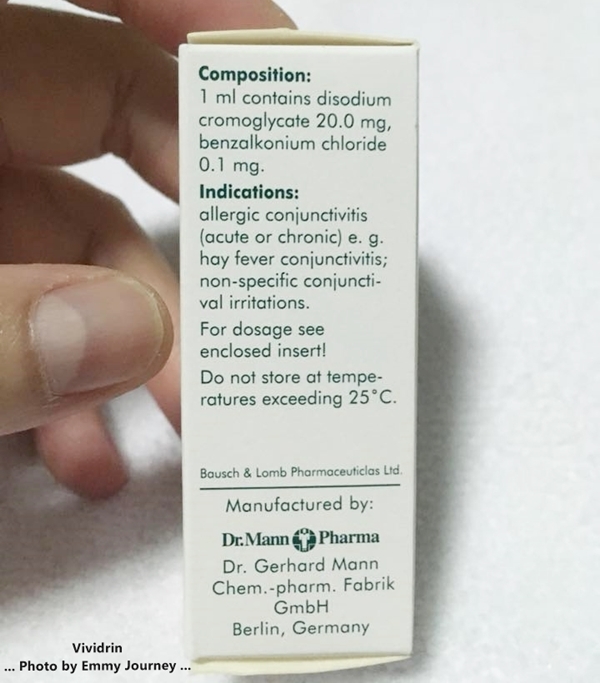 Composition:
1 ml contains disodium
cromoglycate 20.0 mg,
benzalkonium chloride
0.1 mg.
Indications:
allergic conjunctivitis
(acute or chronic) e. g.
hay fever conjunctivitis;
non-specific conjuncti-
val irritations.
For dosage see
enclosed insert!
Do not store at tempe-
ratures exceeding 25°C.
Bausch & Lomb Pharmaceuticlas Ltd.
Manufactured by:
Dr.Mann Pharma
Dr. Gerhard Mann
Chem.-pharm. Fabrik
GmbH
Berlin, Germany
Vividrin
... Photo by Emmy Journey ...